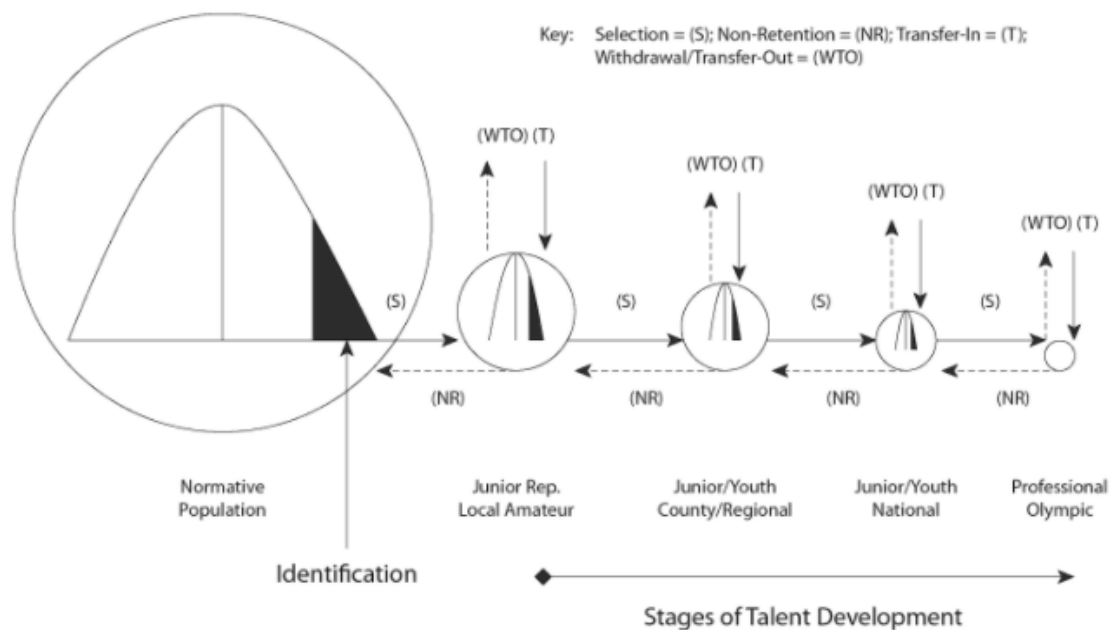 Key: Selection = (S); Non-Retention = (NR); Transfer-In = (T);
Withdrawal/Transfer-Out = (WTO)
(WTO) (T)
(WTO) (T)
(WTO) (T)
(WTO) (T)
(S)
(S)
(S)
(S)
(NR)
(NR)
(NR)
(NR)
Normative
Population
Junior Rep.
Local Amateur
Junior/Youth
County/Regional
Junior/Youth
National
Professional
Olympic
Identification
Stages of Talent Development